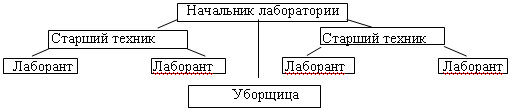 Начальник лаборатории
Старший техник
Старший техник
Лаборант
Лаборант
Лаборант
Лаборант
Уборщица